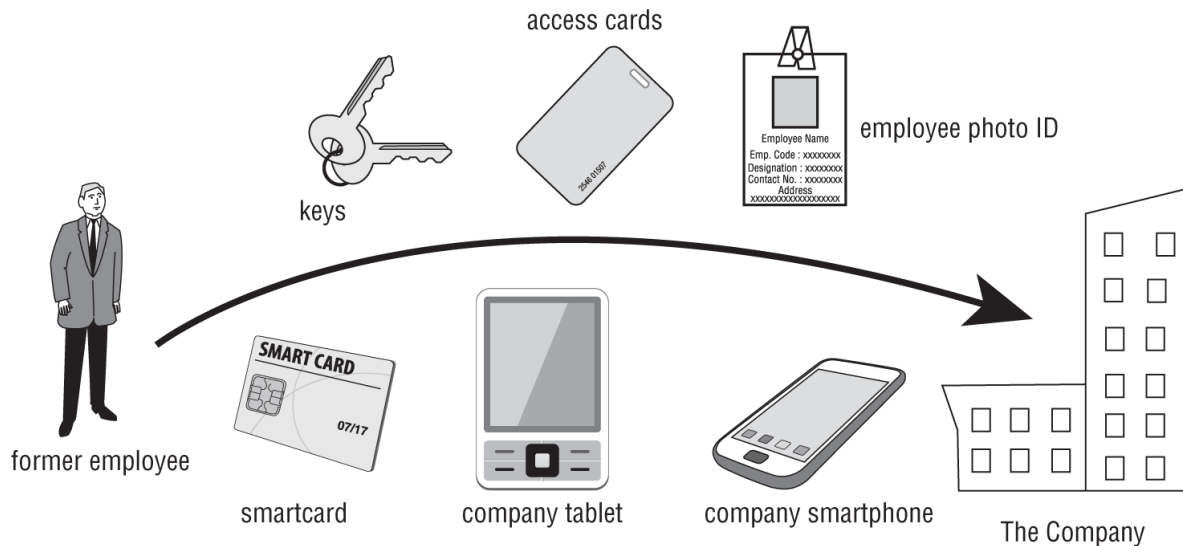 access cards
keys
2546 01507
Employee Name
Emp. Code : xxxxxxxx
Designation : xxxxxxxx
Contact No. : xxxxxxxx
Address
xxxxxxxxxxxxxxxxxxxx
employee photo ID
former employee
SMART CARD
07/17
smartcard
company tablet
company smartphone
The Company